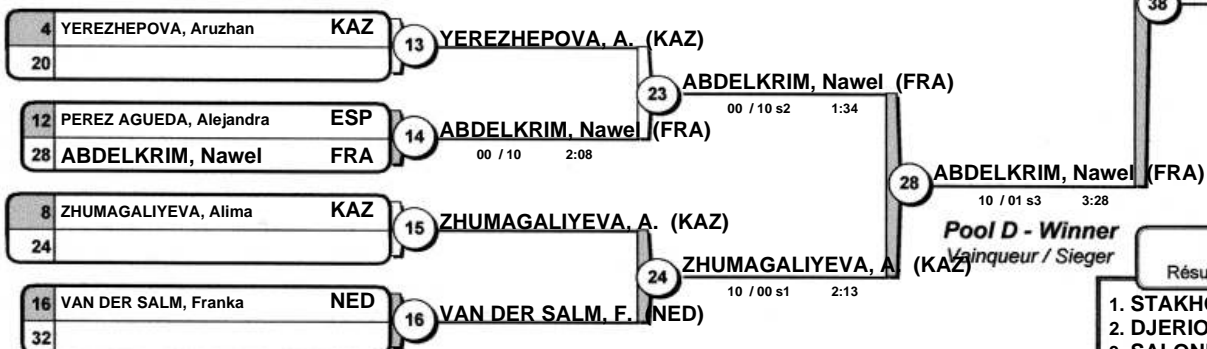 38
4 YEREZHEPOVA, Aruzhan KAZ
20
13 YEREZHEPOVA, A. (KAZ)
23 ABDELKRIM, Nawel (FRA)
00 / 10 s2 1:34
12 PEREZ AGUEDA, Alejandra ESP
28 ABDELKRIM, Nawel FRA
14 ABDELKRIM, Nawel (FRA)
00 / 10 2:08
28 ABDELKRIM, Nawel (FRA)
10 / 01 s3 3:28
8 ZHUMAGALIYEVA, Alima KAZ
24
15 ZHUMAGALIYEVA, A. (KAZ)
Pool D - Winner
Vainqueur / Sieger
24 ZHUMAGALIYEVA, A. (KAZ)
10 / 00 s1 2:13
16 VAN DER SALM, Franka NED
32
16 VAN DER SALM, F. (NED)
Résu
1. STAKHO
2. DJERIO